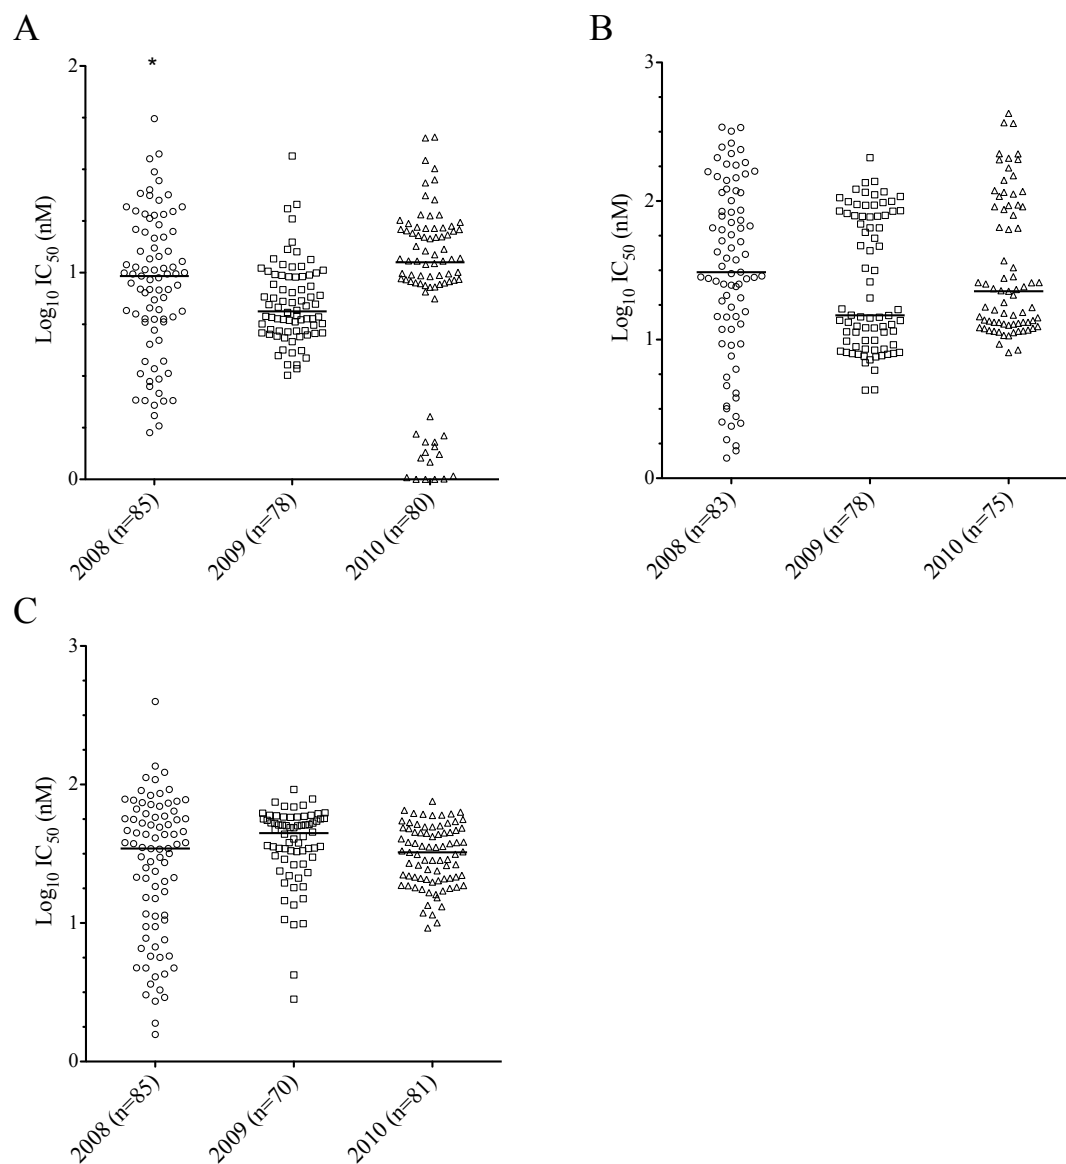 A
*
2
1
0
Log10 IC50 (nM)
2008 (n=85)
2009 (n=78)
2010 (n=80)
B
3
2
1
0
Log10 IC50 (nM)
2008 (n=83)
2009 (n=78)
2010 (n=75)
C
3
2
1
0
Log10 IC50 (nM)
2008 (n=85)
2009 (n=70)
2010 (n=81)